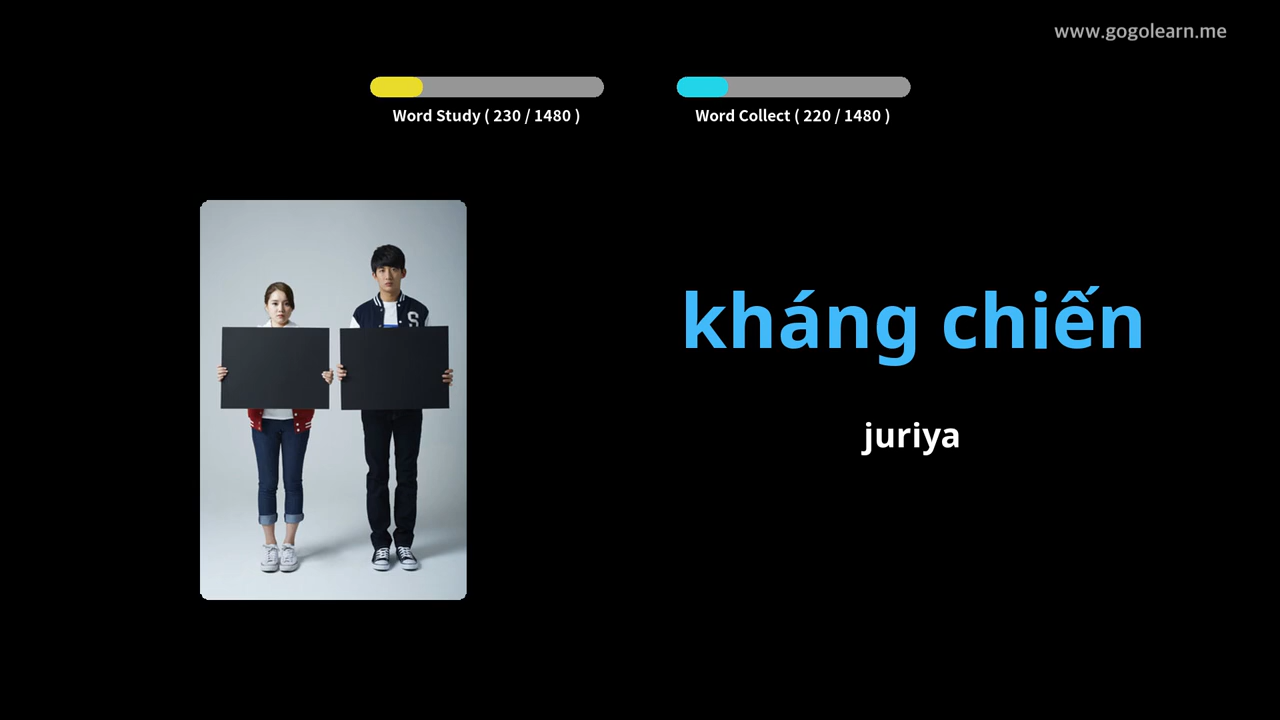 www.gogolearn.me
Word Study ( 230 / 1480 )
Word Collect ( 220 / 1480 )
S
kháng chiến
juriya